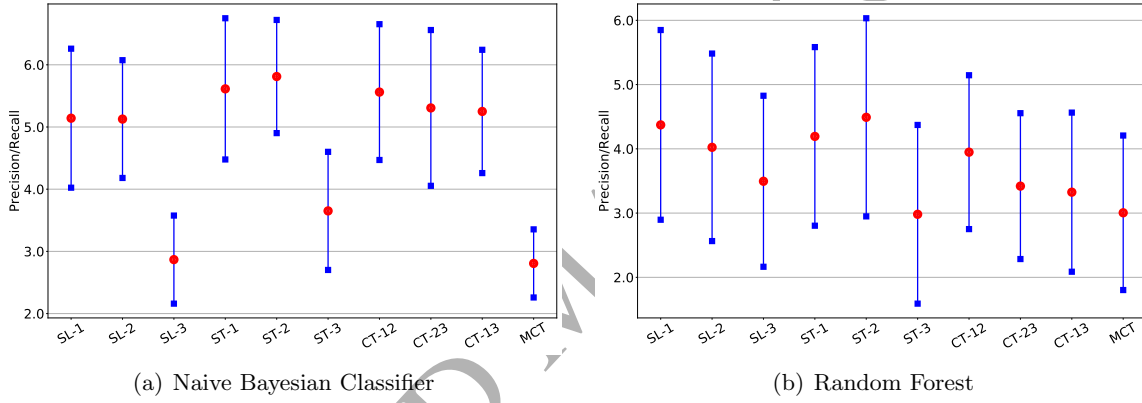 6.0
5.0
4.0
3.0
2.0
Precision/Recall
SL-1 SL-2 SL-3 ST-1 ST-2 ST-3 CT-12 CT-23 CT-13 MCT
(a) Naive Bayesian Classifier
6.0
5.0
4.0
3.0
2.0
Precision/Recall
SL-1 SL-2 SL-3 ST-1 ST-2 ST-3 CT-12 CT-23 CT-13 MCT
(b) Random Forest